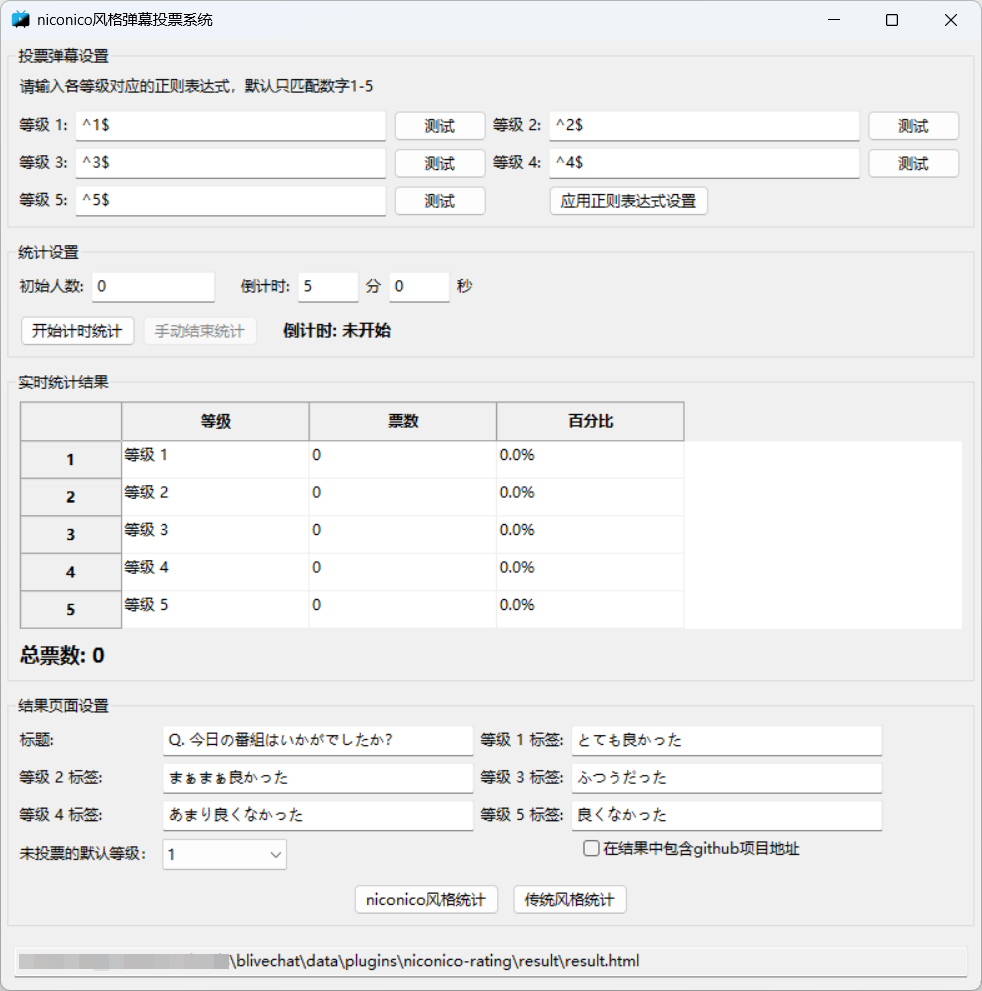 niconico风格弹幕投票系统
投票弹幕设置
请输入各等级对应的正则表达式，默认只匹配数字1-5
等级 1: ^1$ 测试 等级 2: ^2$ 测试
等级 3: ^3$ 测试 等级 4: ^4$ 测试
等级 5: ^5$ 测试 应用正则表达式设置
统计设置
初始人数: 0 倒计时: 5 分 0 秒
开始计时统计 手动结束统计 倒计时: 未开始
实时统计结果
等级 票数 百分比
1 等级 1 0 0.0%
2 等级 2 0 0.0%
3 等级 3 0 0.0%
4 等级 4 0 0.0%
5 等级 5 0 0.0%
总票数: 0
结果页面设置
标题: Q. 今日の番組はいかがでしたか? 等级 1 标签: とても良かった
等级 2 标签: まぁまぁ良かった 等级 3 标签: ふつうだった
等级 4 标签: あまり良くなかった 等级 5 标签: 良くなかった
未投票的默认等级: 1 在结果中包含github项目地址
niconico风格统计 传统风格统计
\blivechat\data\plugins\niconico-rating\result\result.html